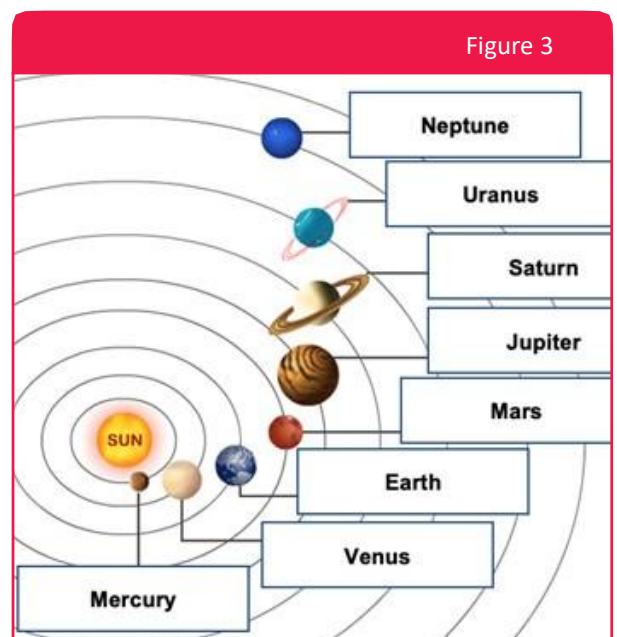 Figure 3
Neptune
Uranus
Saturn
Jupiter
Mars
SUN
Earth
Venus
Mercury